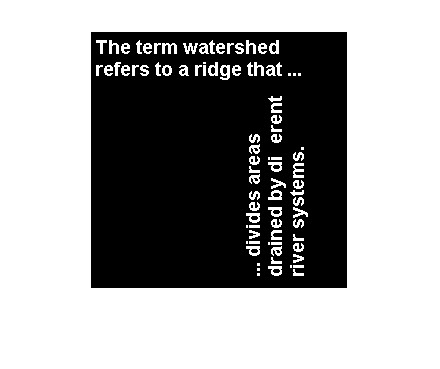 The term watershed
refers to a ridge that ...
... divides areas
drained by di erent
river systems.